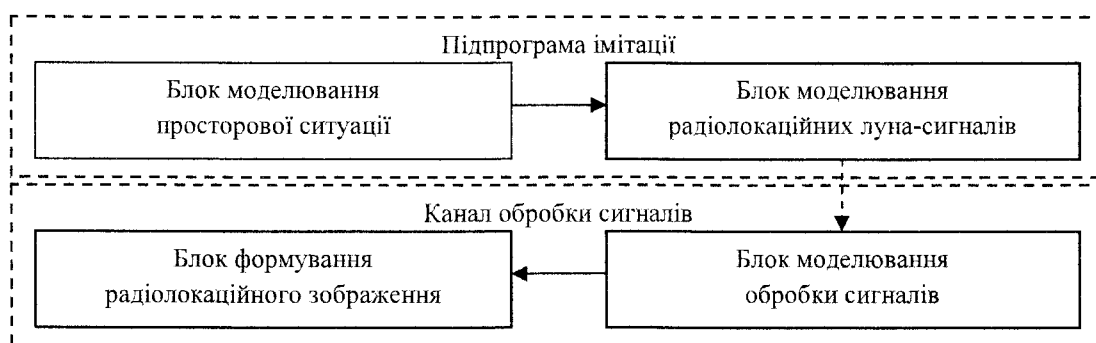 Підпрограма імітації
Блок моделювання
просторової ситуації
Блок моделювання
радіолокаційних луна-сигналів
Канал обробки сигналів
Блок формування
радіолокаційного зображення
Блок моделювання
обробки сигналів